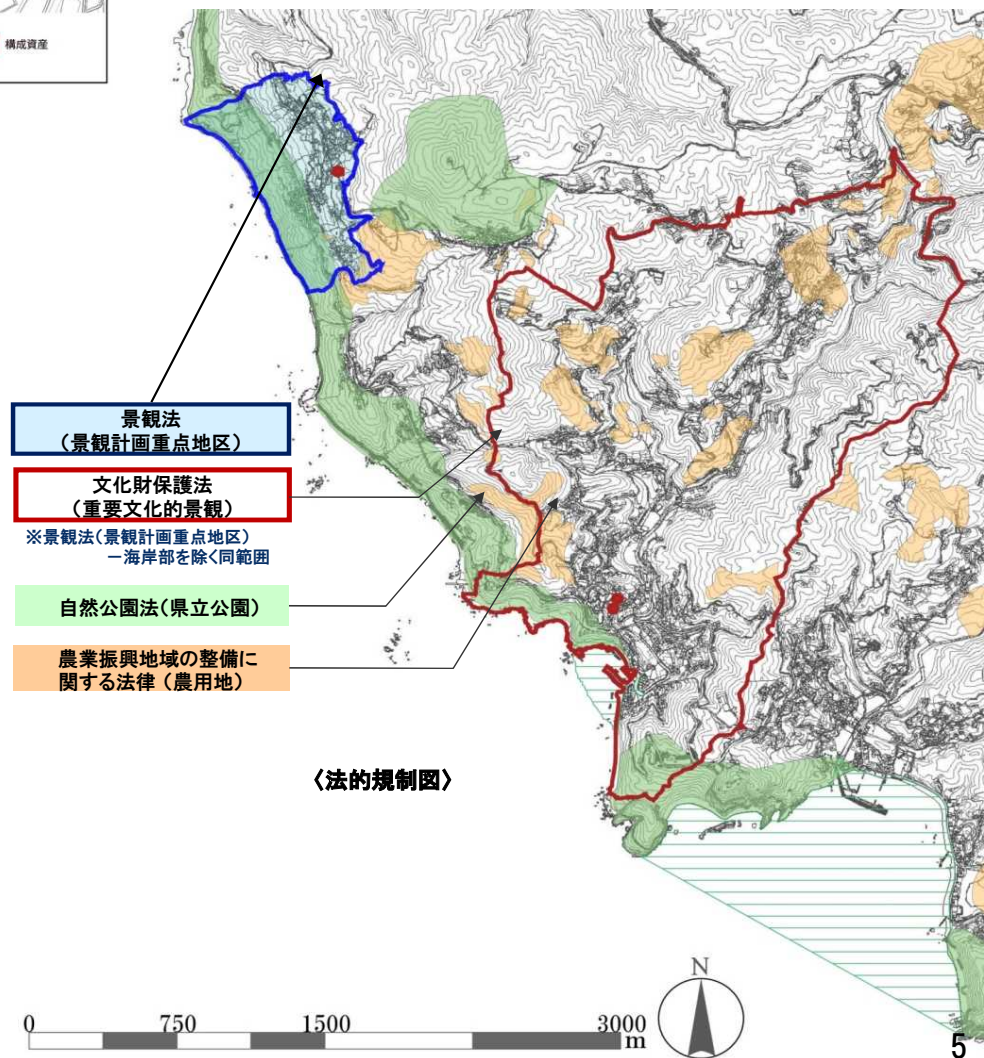 構成資産
景観法
(景観計画重点地区)
文化財保護法
(重要文化的景観)
※景観法(景観計画重点地区)
ー海岸部を除く同範囲
自然公園法(県立公園)
農業振興地域の整備に
関する法律(農用地)
〈法的規制図〉
N
0 750 1500 3000
m
5